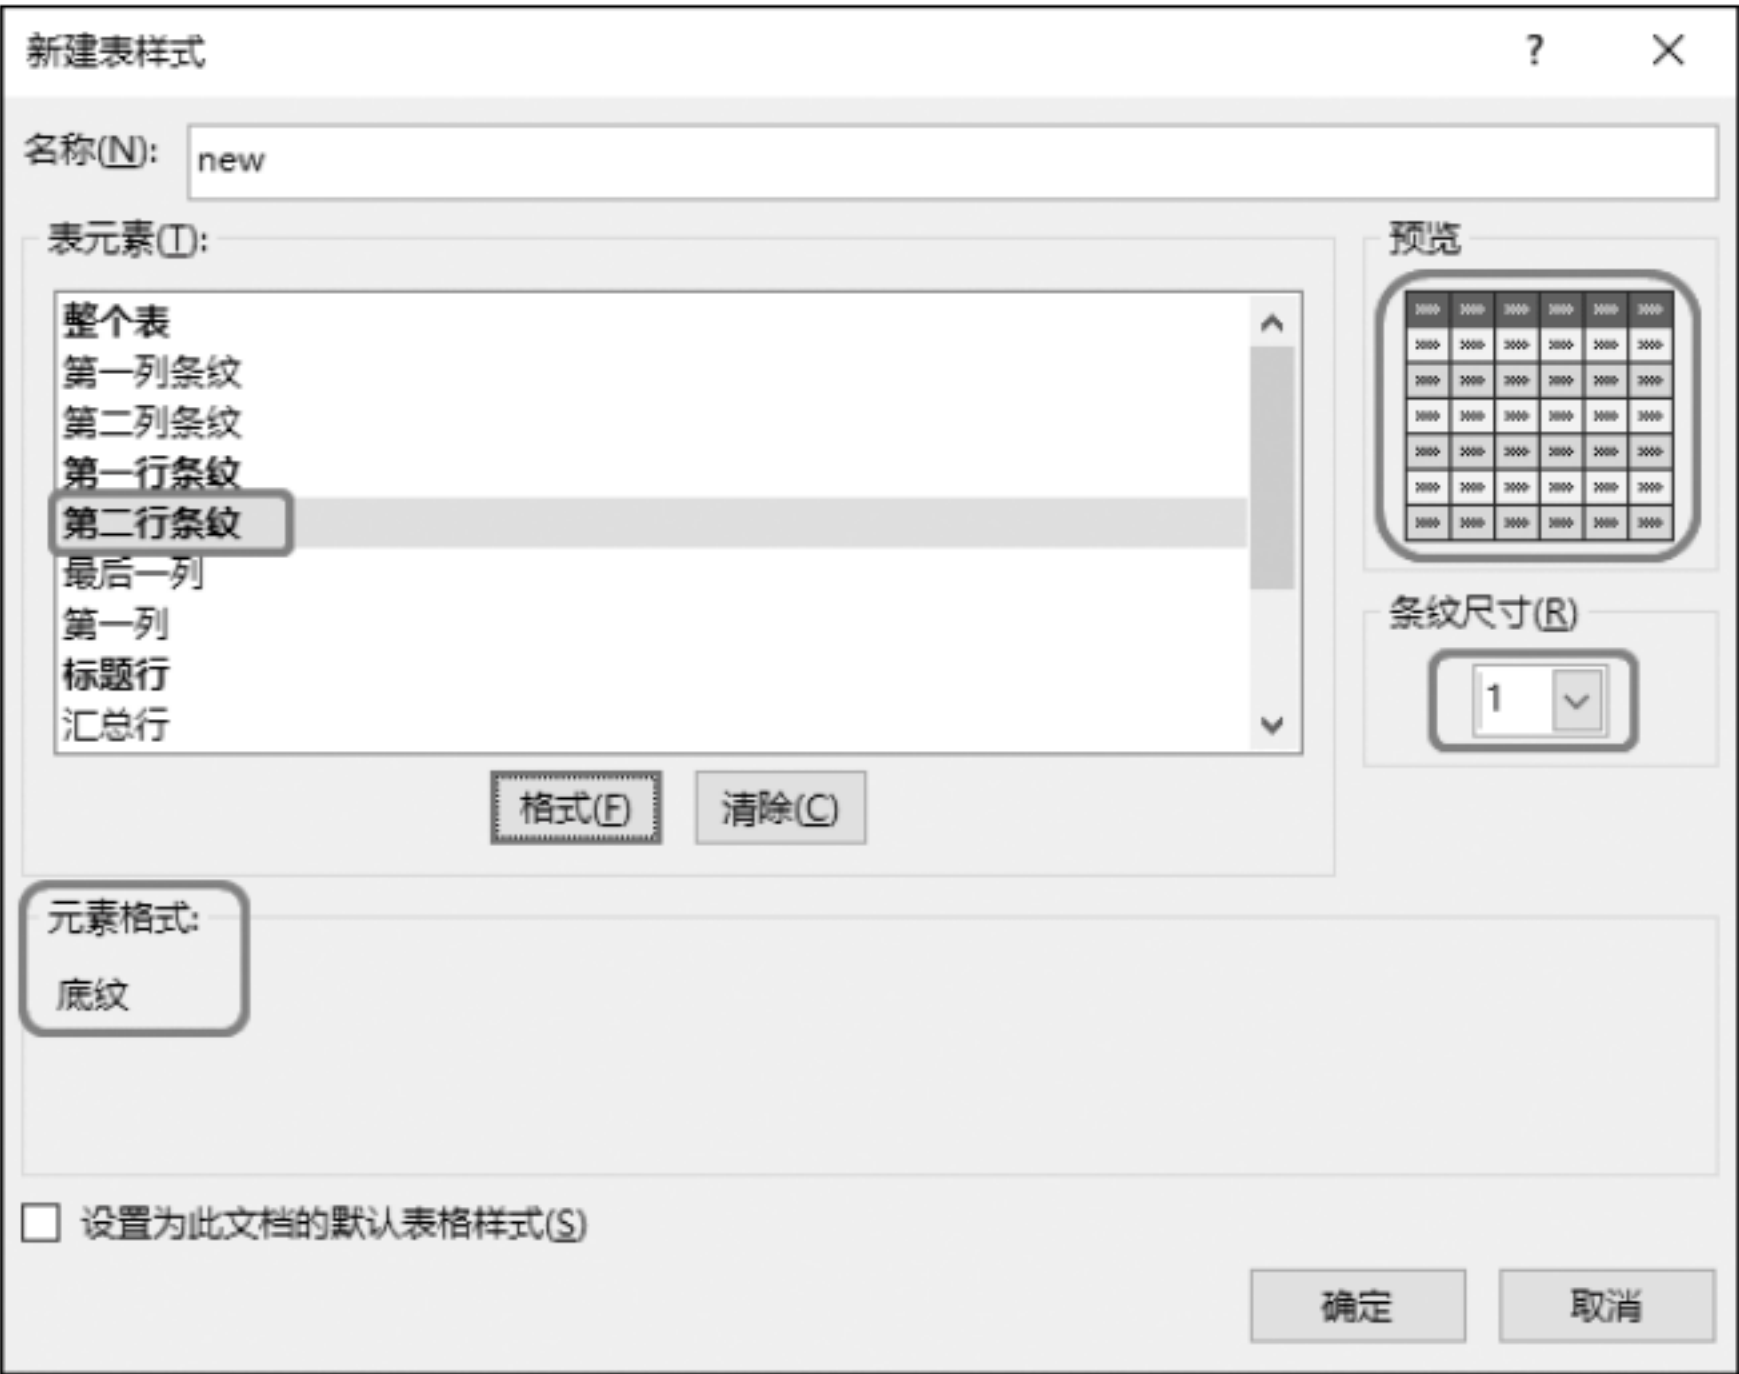 新建表样式
?
名称(N):
new
表元素(T):
整个表
第一列条纹
第二列条纹
第一行条纹
第二行条纹
最后一列
第一列
标题行
汇总行
格式(F)
清除(C)
预览
条纹尺寸(R)
1
元素格式:
底纹
设置为此文档的默认表格样式(S)
确定
取消